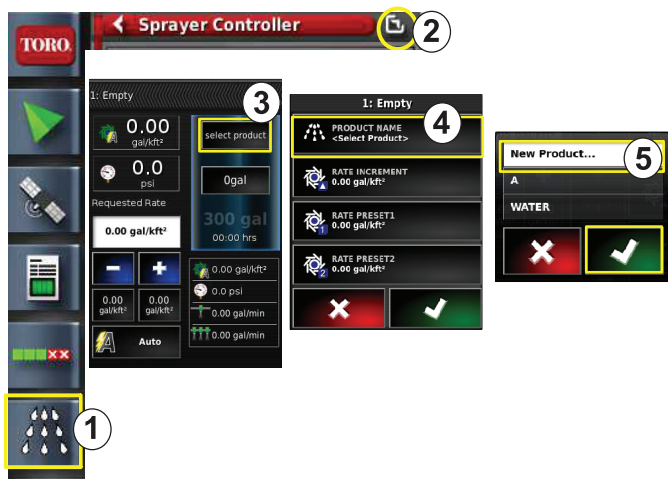 TORO.
Sprayer Controller
2
1: Empty
3
0.00
gal/kft²
select product
0.0
psi
0gal
Requested Rate
0.00 gal/kft²
300 gal
00:00 hrs
0.00
gal/kft²
0.00
gal/kft²
Auto
0.00 gal/kft²
0.0 psi
0.00 gal/min
0.00 gal/min
1: Empty
4
PRODUCT NAME
<Select Product>
RATE INCREMENT
0.00 gal/kft²
RATE PRESET1
0.00 gal/kft²
1
RATE PRESET2
0.00 gal/kft²
2
New Product...
5
A
WATER
1